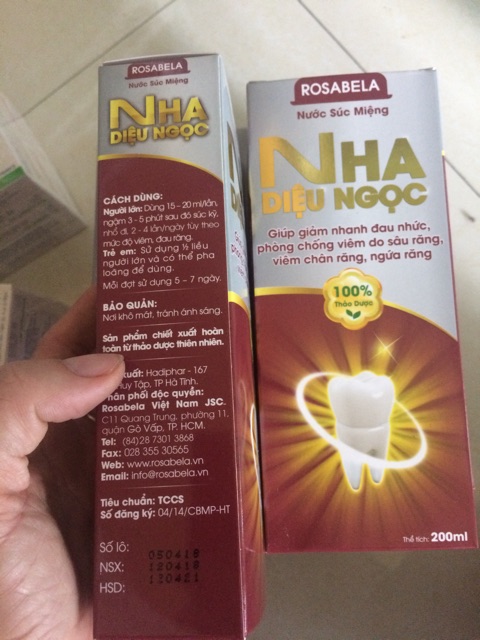 ROSABELA
Nước Súc Miệng
NHA
DIỆU NGỌC
CÁCH DÙNG:
Người lớn: Dùng 15 - 20 ml/lần,
ngậm 3 - 5 phút sau đó súc kỹ,
nhổ đi. 2 - 4 lần/ngày tùy theo
mức độ viêm, đau răng.
Trẻ em: Sử dụng ½ liều
người lớn và có thể pha
loãng để dùng.
Mỗi đợt sử dụng 5 - 7 ngày.
BẢO QUẢN:
Nơi khô mát, tránh ánh sáng.
Sản phẩm chiết xuất hoàn
toàn từ thảo dược thiên nhiên.
xuất: Hadiphar - 167
Huy Tập, TP Hà Tĩnh.
phân phối độc quyền:
Rosabela Việt Nam JSC.
C11 Quang Trung, phường 11,
quận Gò Vấp, TP. HCM.
Tel: (84)28 7301 3868
Fax: 028 355 30565
Web: www.rosabela.vn
Email: info@rosabela.vn
Tiêu chuẩn: TCCS
Số đăng ký: 04/14/CBMP-HT
Số lô: 050418
NSX: 120418
HSD: 120421
ROSABELA
Nước Súc Miệng
NHA
DIỆU NGỌC
Giúp giảm nhanh đau nhức,
phòng chống viêm do sâu răng,
viêm chân răng, ngứa răng
100%
Thảo Dược
Thể tích: 200ml